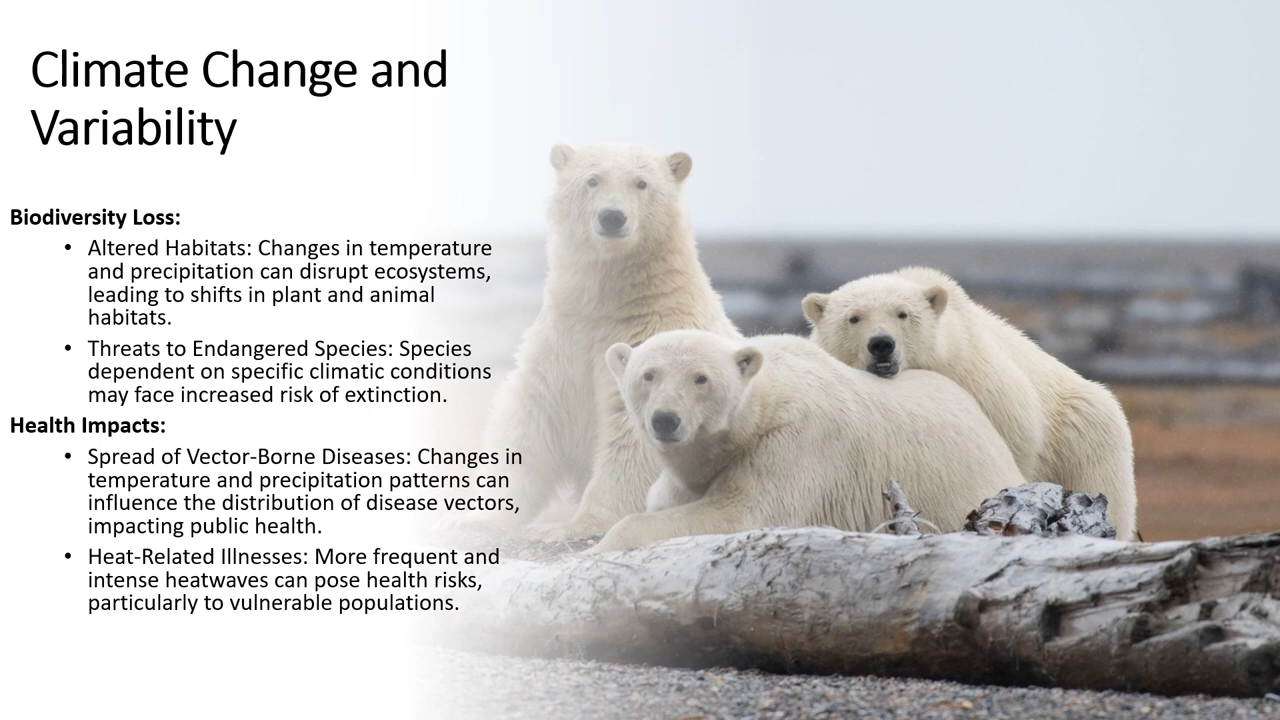 Climate Change and
Variability
Biodiversity Loss:
• Altered Habitats: Changes in temperature
and precipitation can disrupt ecosystems,
leading to shifts in plant and animal
habitats.
• Threats to Endangered Species: Species
dependent on specific climatic conditions
may face increased risk of extinction.
Health Impacts:
• Spread of Vector-Borne Diseases: Changes in
temperature and precipitation patterns can
influence the distribution of disease vectors,
impacting public health.
• Heat-Related Illnesses: More frequent and
intense heatwaves can pose health risks,
particularly to vulnerable populations.